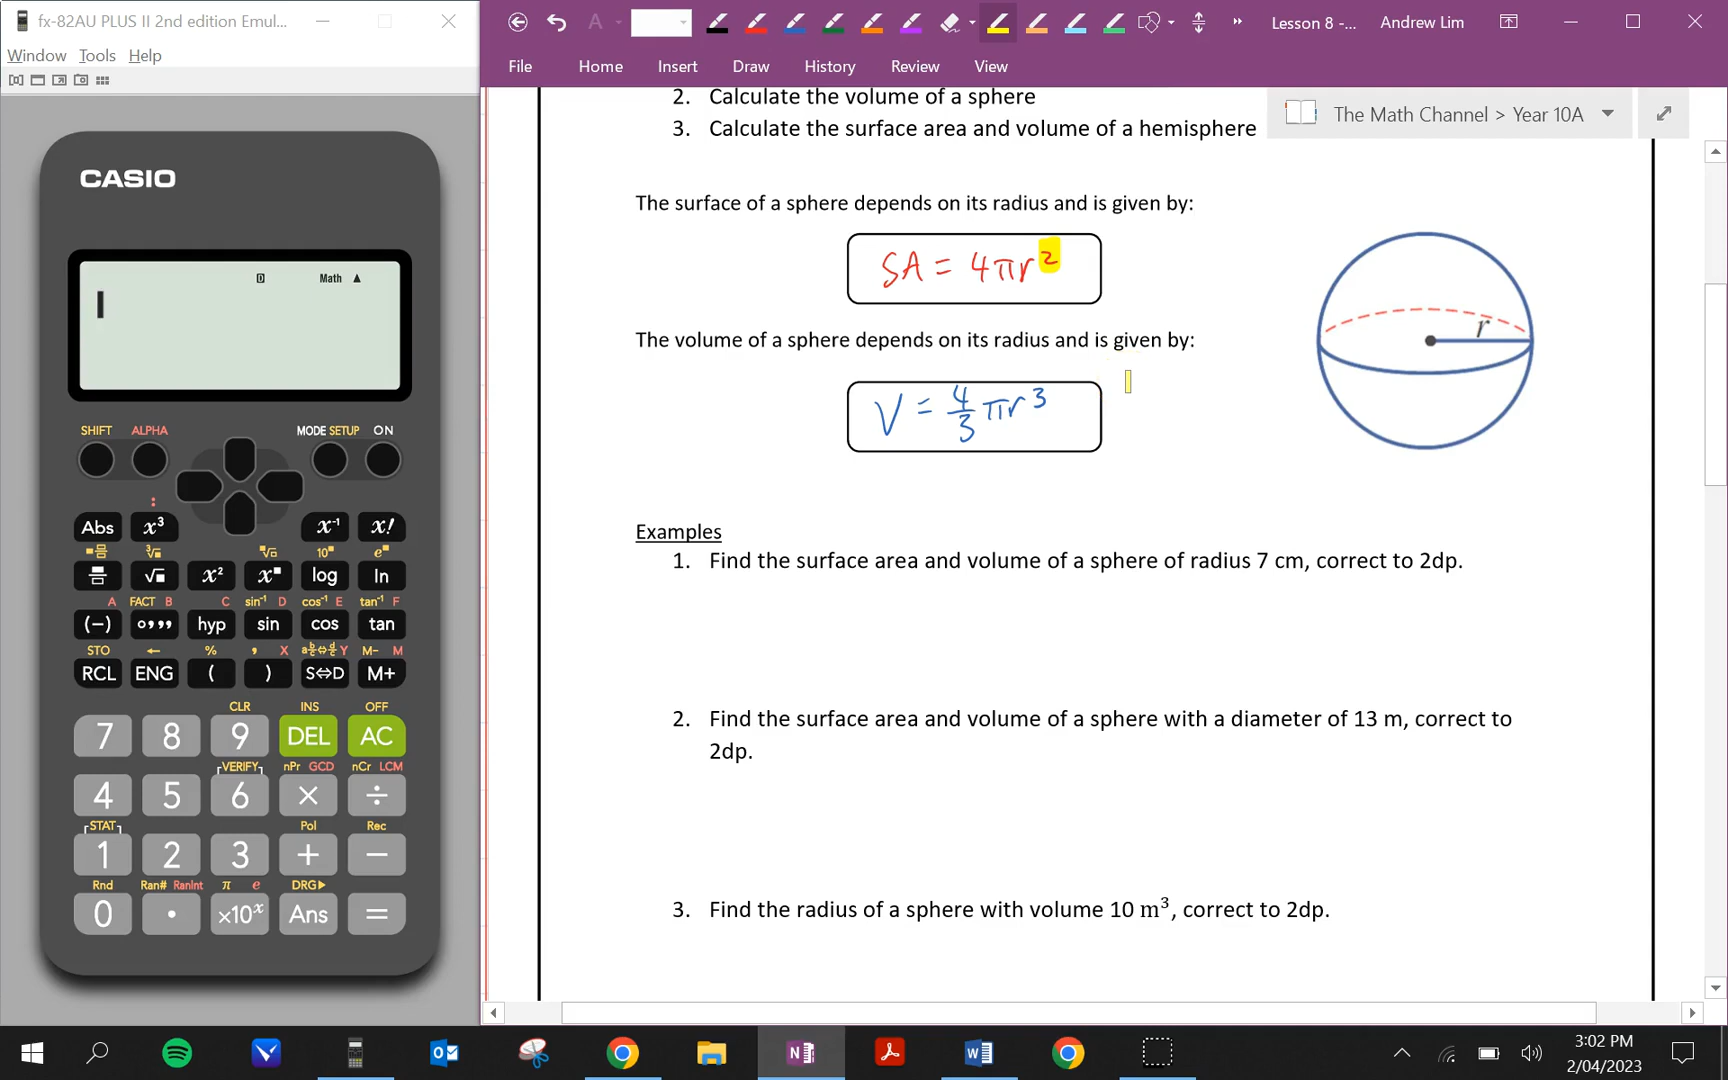 fx-82AU PLUS II 2nd edition Emul...
Window Tools Help
Lesson 8 -... Andrew Lim
File Home Insert Draw History Review View
The Math Channel > Year 10A
CASIO
D Math ▲
SHIFT ALPHA MODE SETUP ON
:
Abs x³ x⁻¹ x!
³√ ˣ√ 10ˣ eˣ
√ x² x log ln
A FACT B C sin⁻¹ D cos⁻¹ E tan⁻¹ F
(−) °,,, hyp sin cos tan
STO ← % , X a b/c⇔d/c Y M− M
RCL ENG ( ) S⇔D M+
CLR INS OFF
7 8 9 DEL AC
VERIFY nPr GCD nCr LCM
4 5 6 × ÷
STAT Pol Rec
1 2 3 + −
Rnd Ran# RanInt π e DRG▶
0 • ×10ˣ Ans =
2. Calculate the volume of a sphere
3. Calculate the surface area and volume of a hemisphere
The surface of a sphere depends on its radius and is given by:
SA = 4πr²
The volume of a sphere depends on its radius and is given by:
V = 4/3 πr³
r
Examples
1. Find the surface area and volume of a sphere of radius 7 cm, correct to 2dp.
2. Find the surface area and volume of a sphere with a diameter of 13 m, correct to
2dp.
3. Find the radius of a sphere with volume 10 m³, correct to 2dp.
3:02 PM
2/04/2023